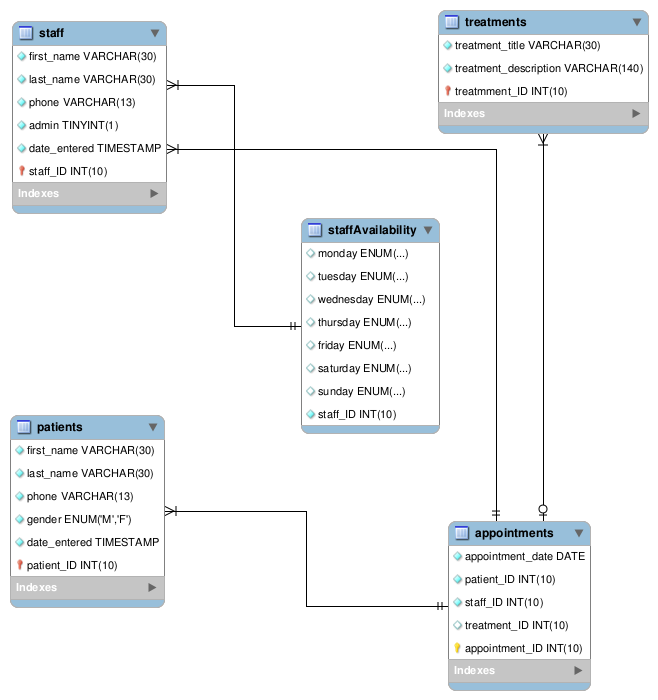 staff
first_name VARCHAR(30)
last_name VARCHAR(30)
phone VARCHAR(13)
admin TINYINT(1)
date_entered TIMESTAMP
staff_ID INT(10)
Indexes
treatments
treatment_title VARCHAR(30)
treatment_description VARCHAR(140)
treatmment_ID INT(10)
Indexes
staffAvailability
monday ENUM(...)
tuesday ENUM(...)
wednesday ENUM(...)
thursday ENUM(...)
friday ENUM(...)
saturday ENUM(...)
sunday ENUM(...)
staff_ID INT(10)
patients
first_name VARCHAR(30)
last_name VARCHAR(30)
phone VARCHAR(13)
gender ENUM('M','F')
date_entered TIMESTAMP
patient_ID INT(10)
Indexes
appointments
appointment_date DATE
patient_ID INT(10)
staff_ID INT(10)
treatment_ID INT(10)
appointment_ID INT(10)
Indexes